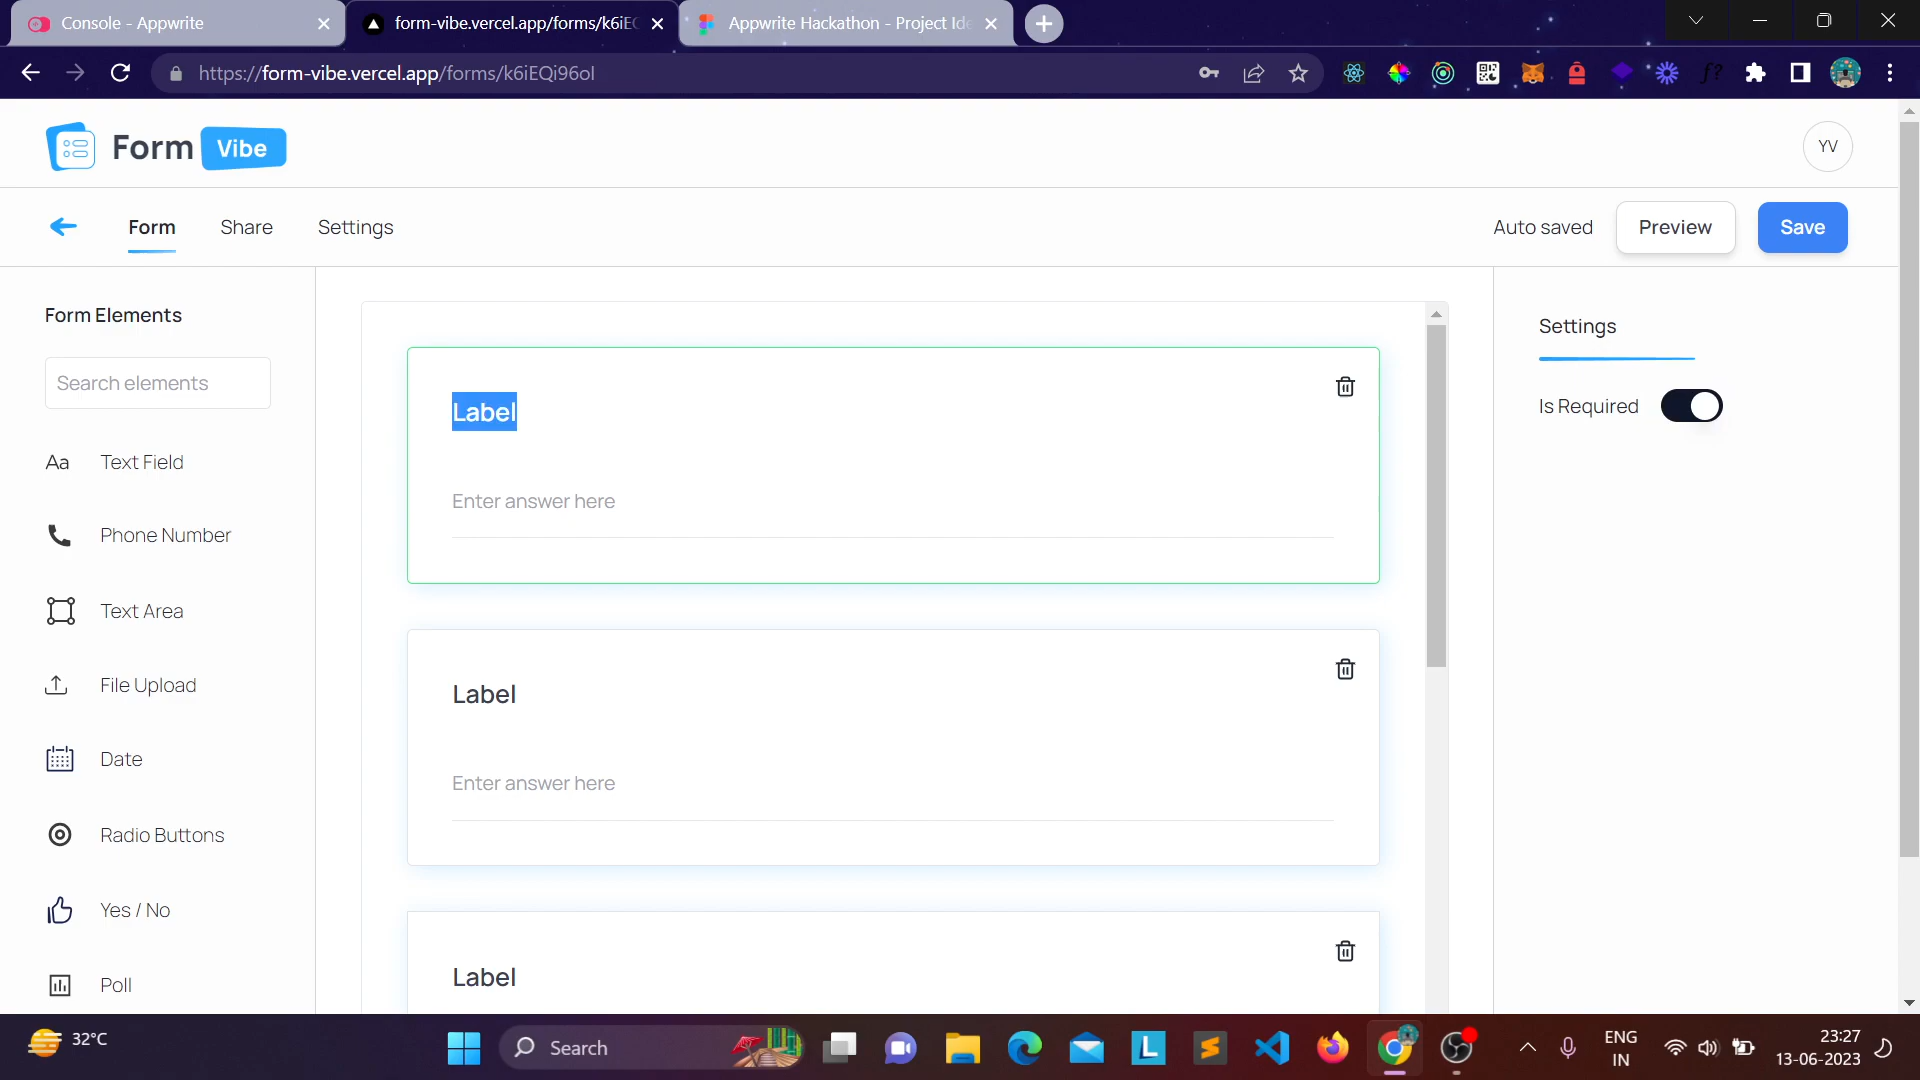 Console - Appwrite
form-vibe.vercel.app/forms/k6iE
Appwrite Hackathon - Project Ide
https://form-vibe.vercel.app/forms/k6iEQi96oI
Form Vibe
YV
Form
Share
Settings
Auto saved
Preview
Save
Form Elements
Search elements
Aa Text Field
Phone Number
Text Area
File Upload
Date
Radio Buttons
Yes / No
Poll
Label
Enter answer here
Label
Enter answer here
Label
Settings
Is Required
32°C
Search
L
ENG
IN
23:27
13-06-2023